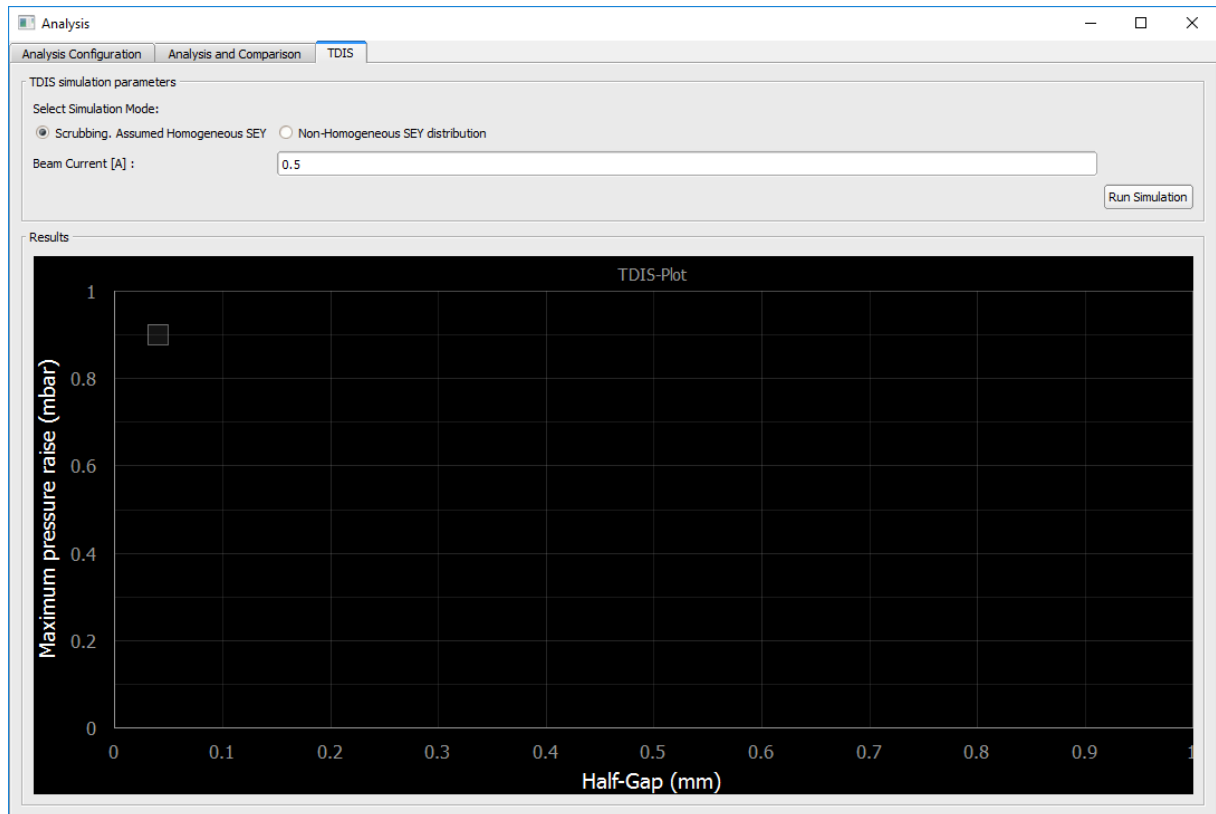 Analysis
Analysis Configuration Analysis and Comparison TDIS
TDIS simulation parameters
Select Simulation Mode:
Scrubbing. Assumed Homogeneous SEY Non-Homogeneous SEY distribution
Beam Current [A] : 0.5
Run Simulation
Results
TDIS-Plot
Maximum pressure raise (mbar)
1
0.8
0.6
0.4
0.2
0
0 0.1 0.2 0.3 0.4 0.5 0.6 0.7 0.8 0.9 1
Half-Gap (mm)